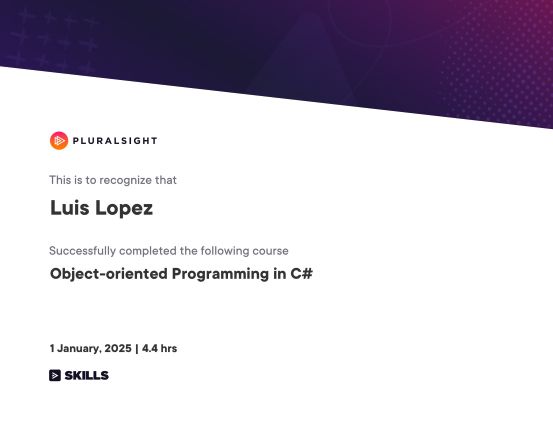 PLURALSIGHT
This is to recognize that
Luis Lopez
Successfully completed the following course
Object-oriented Programming in C#
1 January, 2025 | 4.4 hrs
SKILLS